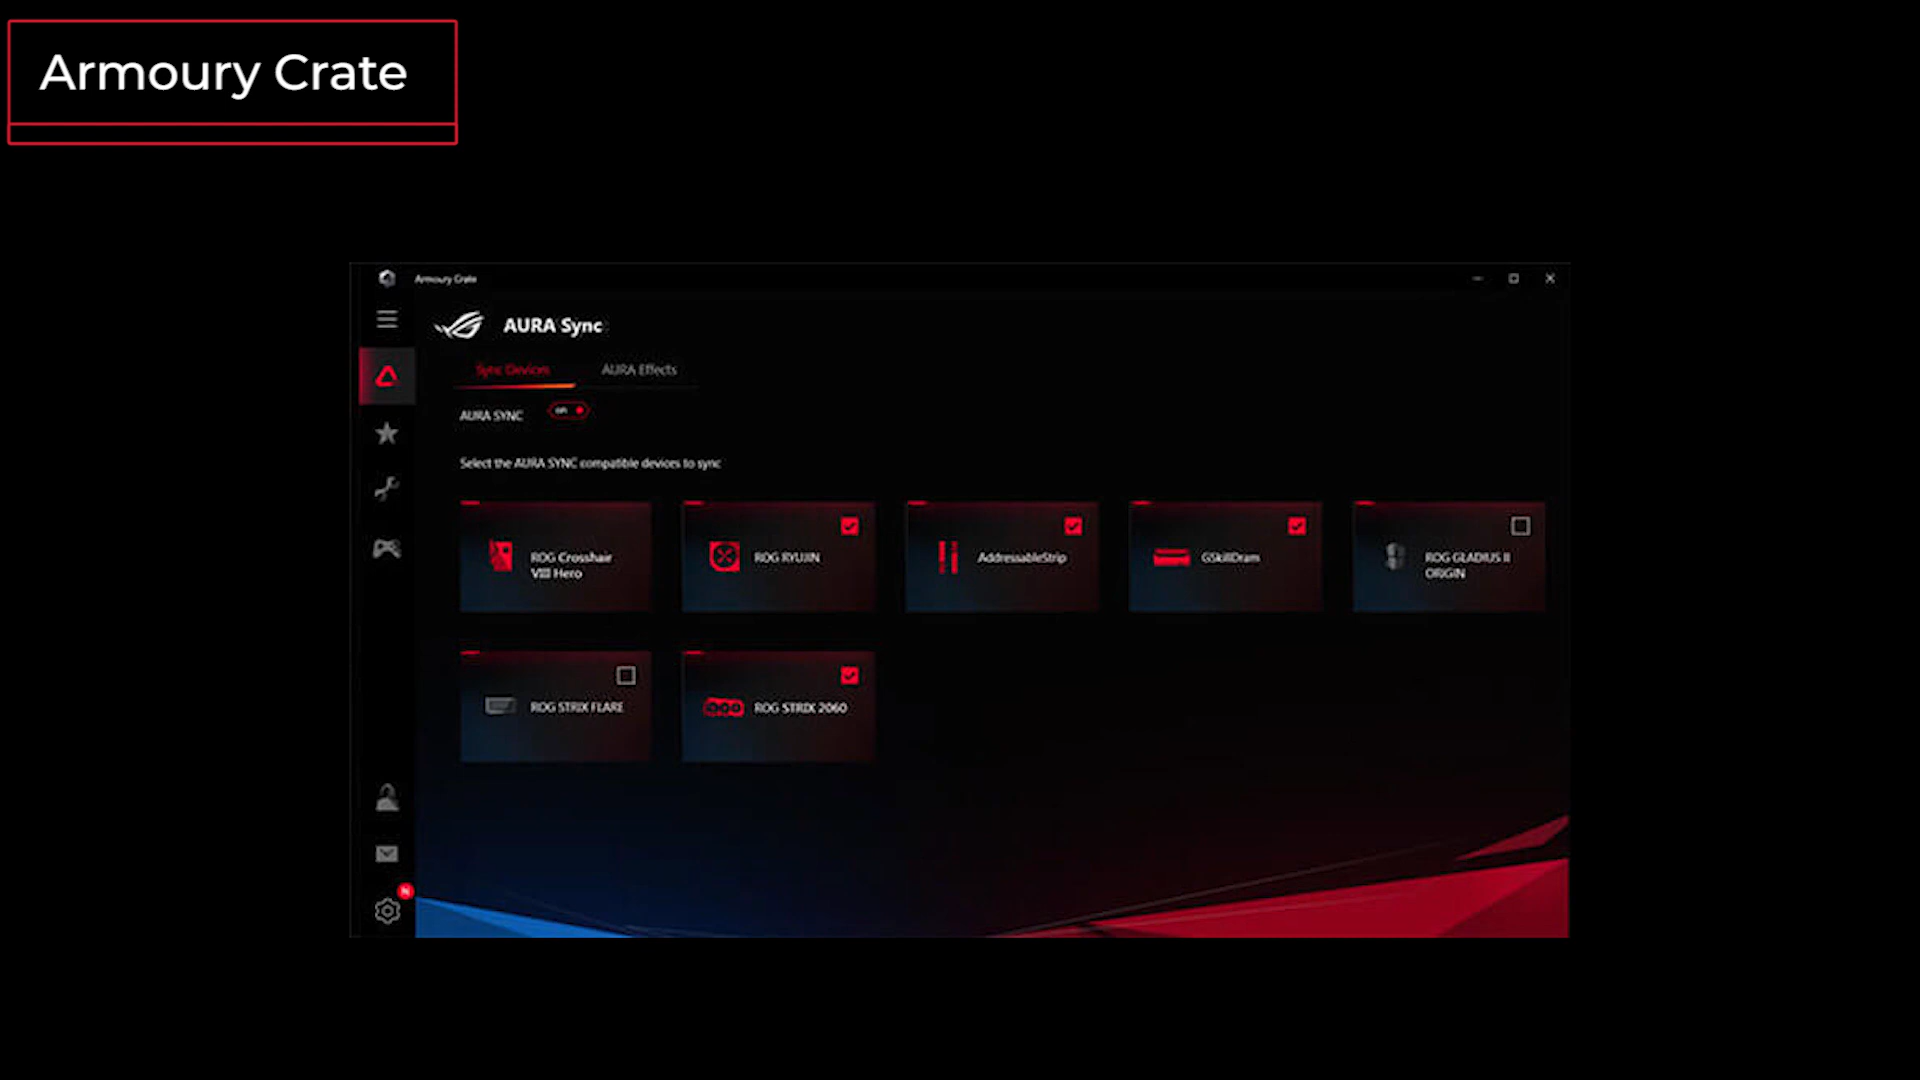 Armoury Crate
Armoury Crate
AURA Sync
Sync Devices
AURA Effects
AURA SYNC
on
Select the AURA SYNC compatible devices to sync
ROG Crosshair
VIII Hero
ROG RYUJIN
AddressableStrip
GSkillDram
ROG GLADIUS II
ORIGIN
ROG STRIX FLARE
ROG STRIX 2060
N